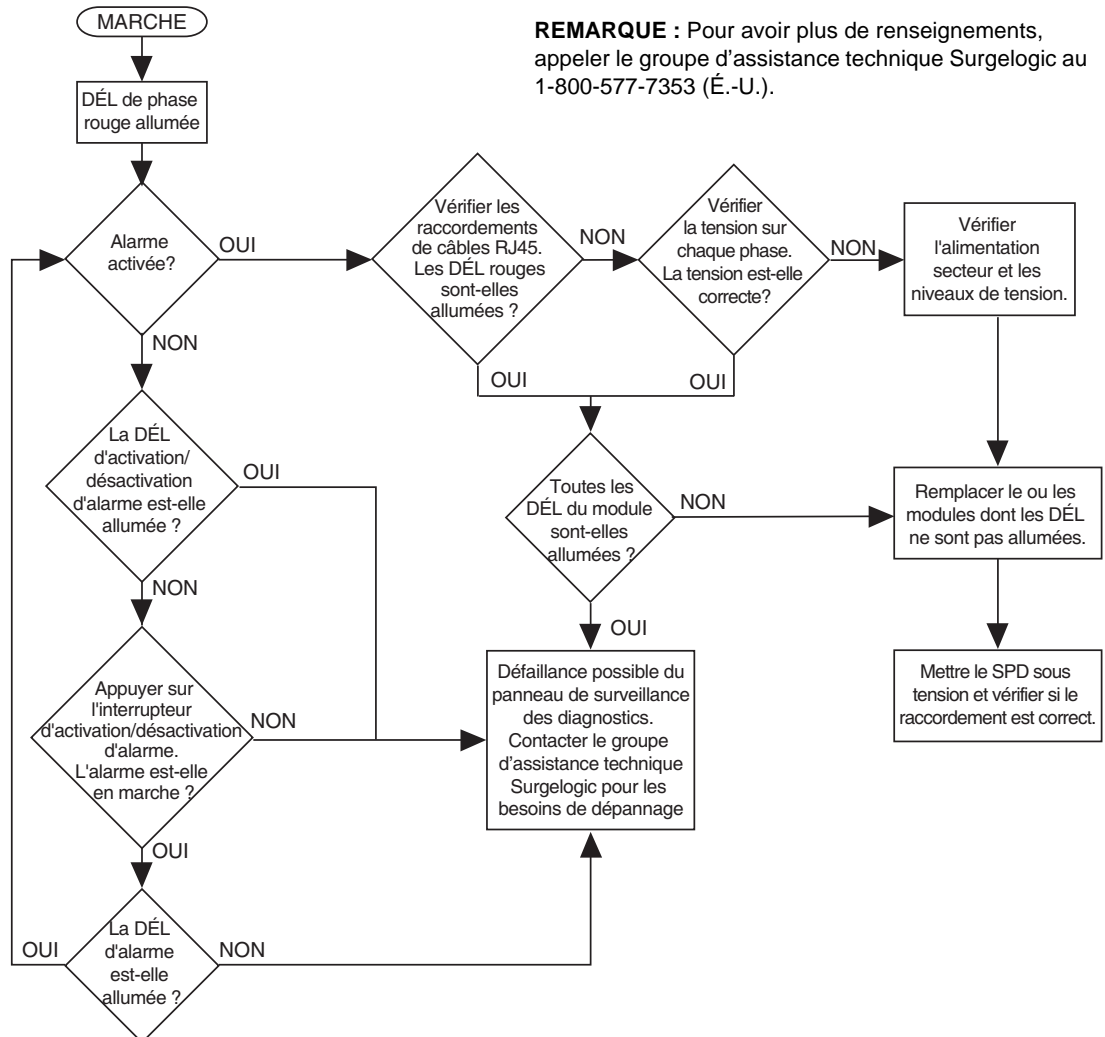 MARCHE
REMARQUE : Pour avoir plus de renseignements,
appeler le groupe d’assistance technique Surgelogic au
1-800-577-7353 (É.-U.).
DÉL de phase
rouge allumée
Alarme
activée?
OUI
NON
Vérifier les
raccordements
de câbles RJ45.
Les DÉL rouges
sont-elles
allumées ?
NON
OUI
Vérifier
la tension sur
chaque phase.
La tension est-elle
correcte?
NON
OUI
Vérifier
l'alimentation
secteur et les
niveaux de tension.
La DÉL
d'activation/
désactivation
d'alarme est-elle
allumée ?
OUI
NON
Toutes les
DÉL du module
sont-elles
allumées ?
NON
OUI
Remplacer le ou les
modules dont les DÉL
ne sont pas allumées.
Appuyer sur
l'interrupteur
d'activation/désactivation
d'alarme.
L'alarme est-elle
en marche ?
NON
OUI
Défaillance possible du
panneau de surveillance
des diagnostics.
Contacter le groupe
d’assistance technique
Surgelogic pour les
besoins de dépannage
Mettre le SPD sous
tension et vérifier si le
raccordement est correct.
La DÉL
d'alarme
est-elle
allumée ?
OUI
NON